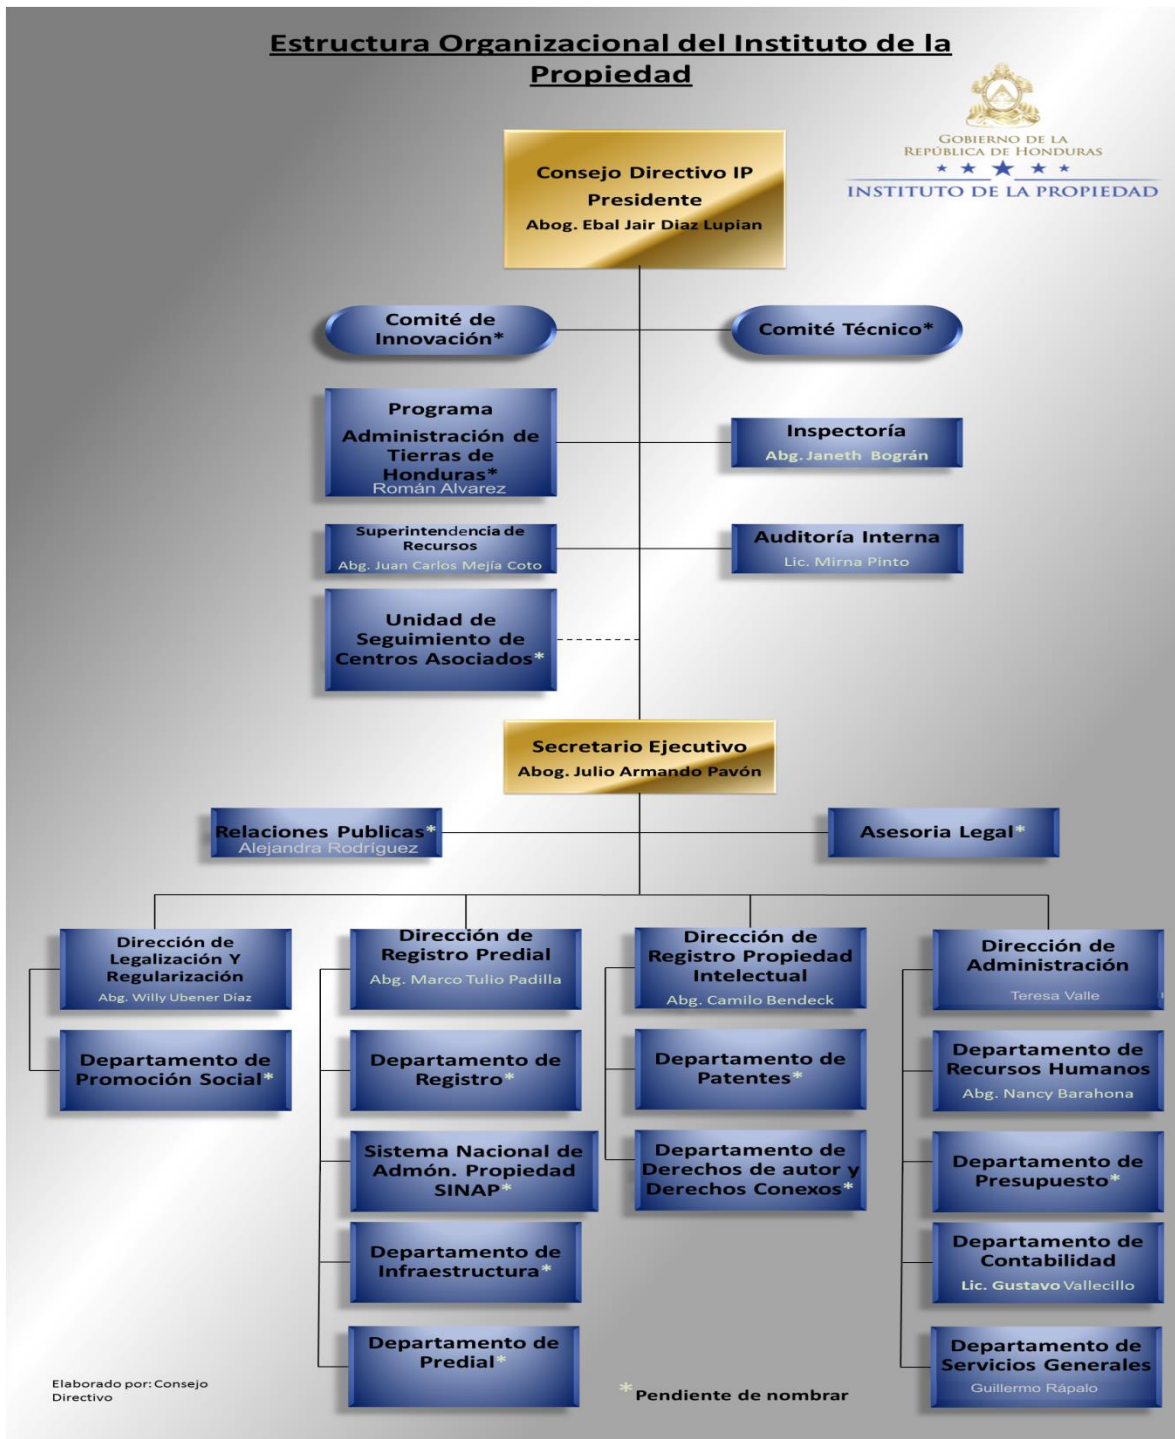 Estructura Organizacional del Instituto de la
Propiedad
GOBIERNO DE LA
REPÚBLICA DE HONDURAS
INSTITUTO DE LA PROPIEDAD
Consejo Directivo IP
Presidente
Abog. Ebal Jair Diaz Lupian
Comité de
Innovación*
Comité Técnico*
Programa
Administración de
Tierras de
Honduras*
Román Alvarez
Inspectoría
Abg. Janeth Bográn
Superintendencia de
Recursos
Abg. Juan Carlos Mejía Coto
Auditoría Interna
Lic. Mirna Pinto
Unidad de
Seguimiento de
Centros Asociados*
Secretario Ejecutivo
Abog. Julio Armando Pavón
Relaciones Publicas*
Alejandra Rodríguez
Asesoria Legal*
Dirección de
Legalización Y
Regularización
Abg. Willy Ubener Díaz
Dirección de
Registro Predial
Abg. Marco Tulio Padilla
Dirección de
Registro Propiedad
Intelectual
Abg. Camilo Bendeck
Dirección de
Administración
Teresa Valle
Departamento de
Promoción Social*
Departamento de
Registro*
Departamento de
Patentes*
Departamento de
Recursos Humanos
Abg. Nancy Barahona
Sistema Nacional de
Admón. Propiedad
SINAP*
Departamento de
Derechos de autor y
Derechos Conexos*
Departamento de
Presupuesto*
Departamento de
Infraestructura*
Departamento de
Contabilidad
Lic. Gustavo Vallecillo
Departamento de
Predial*
Departamento de
Servicios Generales
Guillermo Rápalo
Elaborado por: Consejo
Directivo
*Pendiente de nombrar